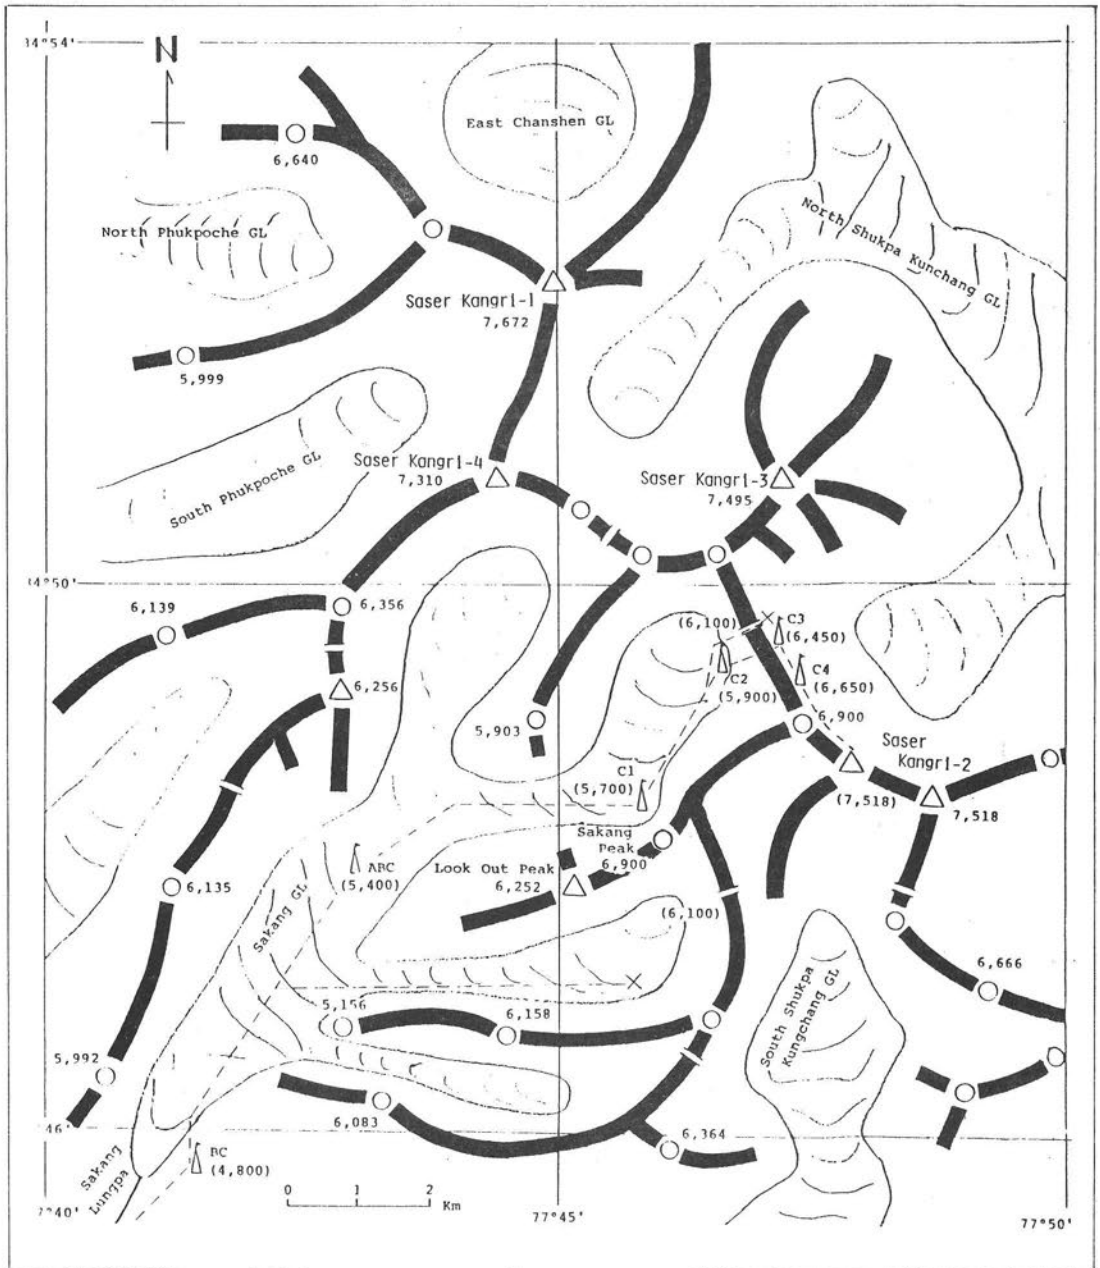 34°54'
N
East Chanshen GL
6,640
North Phukpoche GL
North Shukpa Kunchang GL
Saser Kangri-1
7,672
5,999
Saser Kangri-4
7,310
Saser Kangri-3
7,495
South Phukpoche GL
34°50'
6,139
6,356
(6,100)
C3
(6,450)
C2
(5,900)
C4
(6,650)
6,256
5,903
6,900
Saser
Kangri-2
C1
(5,700)
(7,518)
7,518
Sakang
Peak
6,900
Look Out Peak
6,252
ABC
(5,400)
6,135
Sakang GL
(6,100)
6,666
5,156
6,158
South Shukpa
Kungchang GL
5,992
6,083
46'
6,364
BC
(4,800)
Sakang
Lungpa
0 1 2
Km
77°40'
77°45'
77°50'